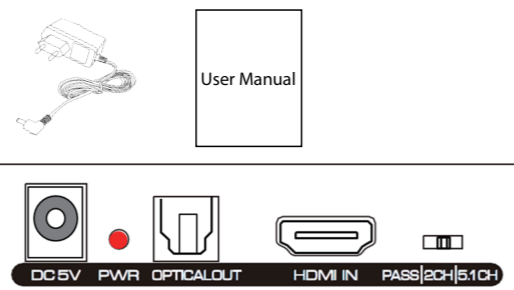 User Manual
DC 5V PWR OPTICAL OUT HDMI IN PASS|2CH|5.1CH